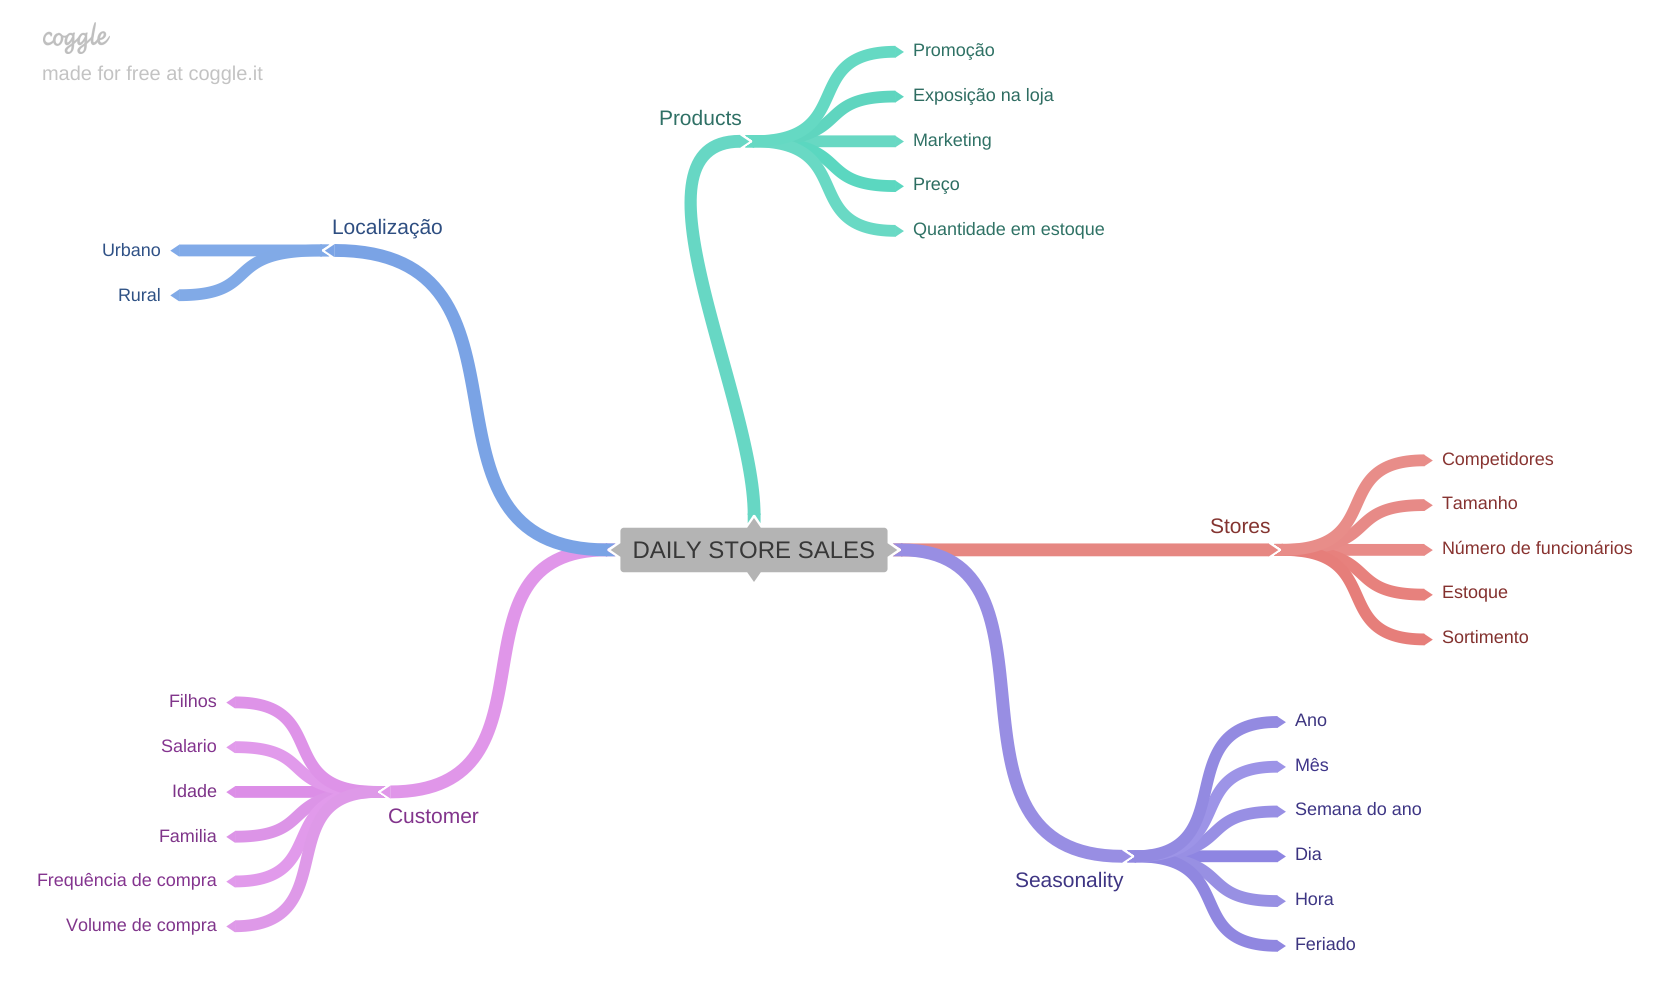 coggle
made for free at coggle.it
Products
Promoção
Exposição na loja
Marketing
Preço
Quantidade em estoque
Localização
Urbano
Rural
DAILY STORE SALES
Stores
Competidores
Tamanho
Número de funcionários
Estoque
Sortimento
Customer
Filhos
Salario
Idade
Familia
Frequência de compra
Volume de compra
Seasonality
Ano
Mês
Semana do ano
Dia
Hora
Feriado